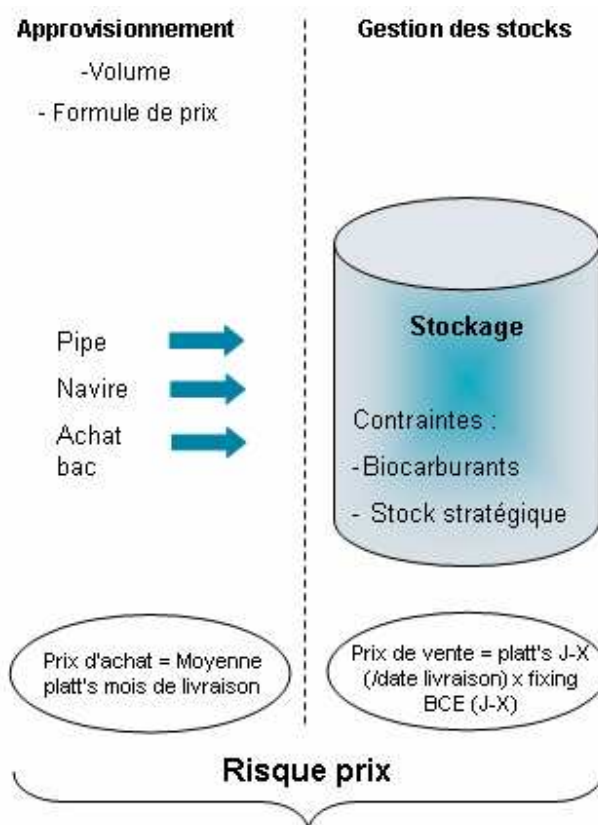 Approvisionnement
-Volume
- Formule de prix
Gestion des stocks
Pipe
Navire
Achat
bac
Stockage
Contraintes :
-Biocarburants
- Stock stratégique
Prix d'achat = Moyenne
platt's mois de livraison
Prix de vente = platt's J-X
(/date livraison) x fixing
BCE (J-X)
Risque prix